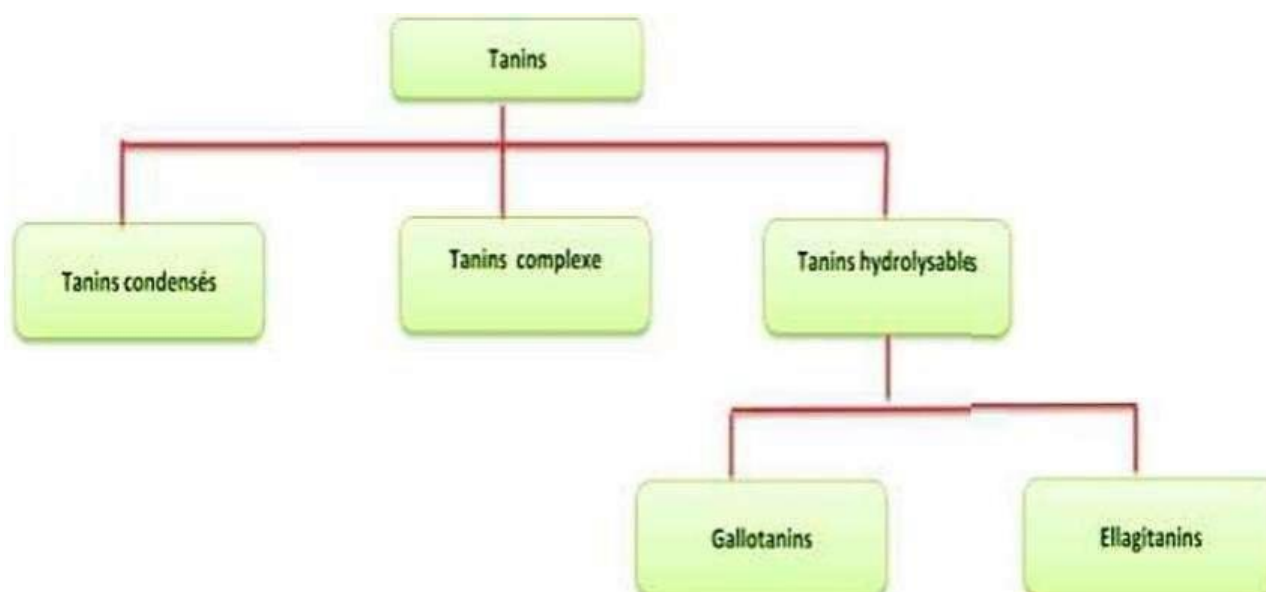 Tanins
Tanins condensés
Tanins complexe
Tanins hydrolysables
Gallotanins
Ellagitanins